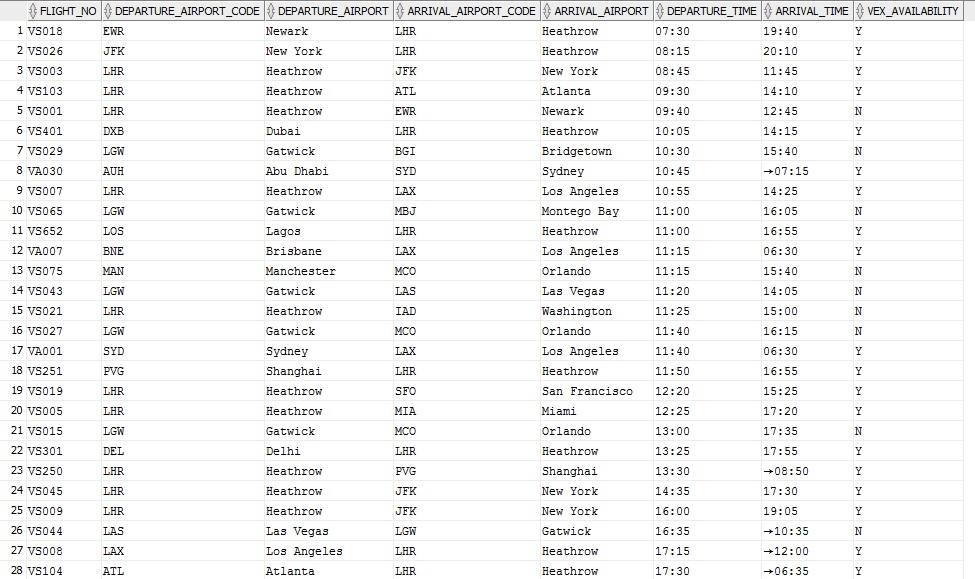 FLIGHT_NO DEPARTURE_AIRPORT_CODE DEPARTURE_AIRPORT ARRIVAL_AIRPORT_CODE ARRIVAL_AIRPORT DEPARTURE_TIME ARRIVAL_TIME VEX_AVAILABILITY
1 VS018 EWR Newark LHR Heathrow 07:30 19:40 Y
2 VS026 JFK New York LHR Heathrow 08:15 20:10 Y
3 VS003 LHR Heathrow JFK New York 08:45 11:45 Y
4 VS103 LHR Heathrow ATL Atlanta 09:30 14:10 Y
5 VS001 LHR Heathrow EWR Newark 09:40 12:45 N
6 VS401 DXB Dubai LHR Heathrow 10:05 14:15 Y
7 VS029 LGW Gatwick BGI Bridgetown 10:30 15:40 N
8 VA030 AUH Abu Dhabi SYD Sydney 10:45 →07:15 Y
9 VS007 LHR Heathrow LAX Los Angeles 10:55 14:25 Y
10 VS065 LGW Gatwick MBJ Montego Bay 11:00 16:05 N
11 VS652 LOS Lagos LHR Heathrow 11:00 16:55 Y
12 VA007 BNE Brisbane LAX Los Angeles 11:15 06:30 Y
13 VS075 MAN Manchester MCO Orlando 11:15 15:40 N
14 VS043 LGW Gatwick LAS Las Vegas 11:20 14:05 N
15 VS021 LHR Heathrow IAD Washington 11:25 15:00 N
16 VS027 LGW Gatwick MCO Orlando 11:40 16:15 N
17 VA001 SYD Sydney LAX Los Angeles 11:40 06:30 Y
18 VS251 PVG Shanghai LHR Heathrow 11:50 16:55 Y
19 VS019 LHR Heathrow SFO San Francisco 12:20 15:25 Y
20 VS005 LHR Heathrow MIA Miami 12:25 17:20 Y
21 VS015 LGW Gatwick MCO Orlando 13:00 17:35 N
22 VS301 DEL Delhi LHR Heathrow 13:25 17:55 Y
23 VS250 LHR Heathrow PVG Shanghai 13:30 →08:50 Y
24 VS045 LHR Heathrow JFK New York 14:35 17:30 Y
25 VS009 LHR Heathrow JFK New York 16:00 19:05 Y
26 VS044 LAS Las Vegas LGW Gatwick 16:35 →10:35 N
27 VS008 LAX Los Angeles LHR Heathrow 17:15 →12:00 Y
28 VS104 ATL Atlanta LHR Heathrow 17:30 →06:35 Y